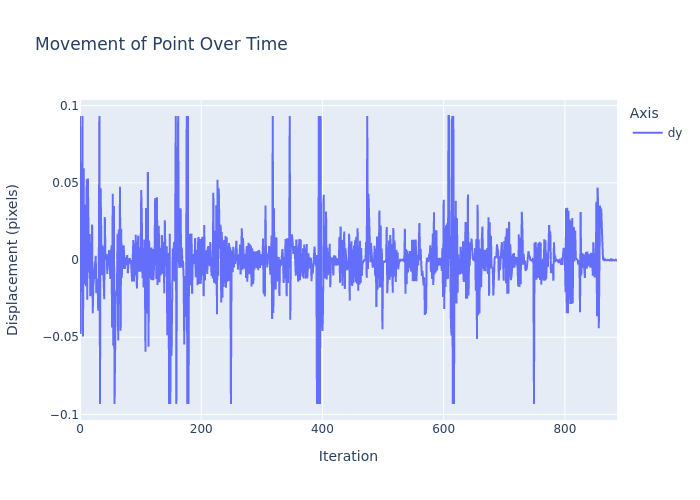 Movement of Point Over Time
Axis
dy
Displacement (pixels)
0.1
0.05
0
−0.05
−0.1
0
200
400
600
800
Iteration